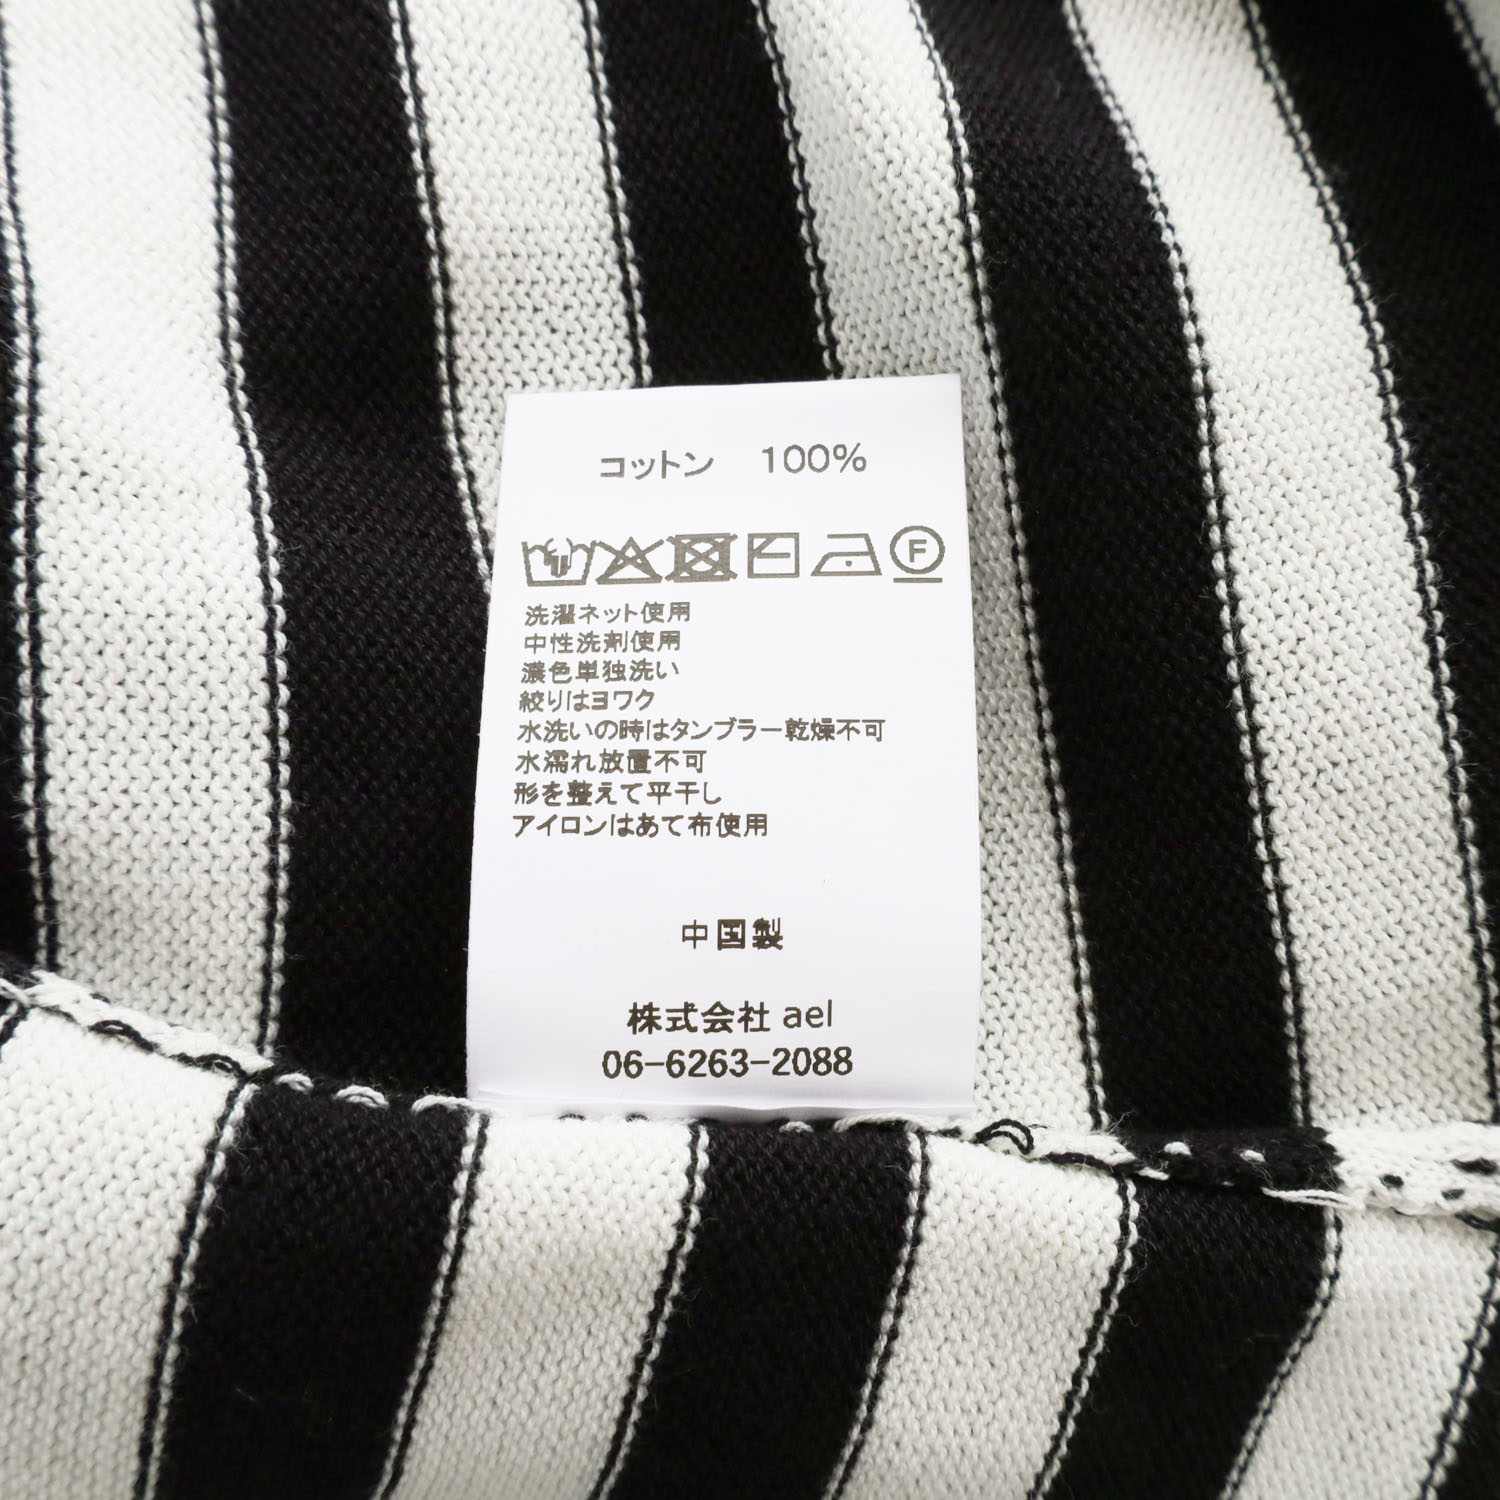 コットン 100%
F
洗濯ネット使用
中性洗剤使用
濃色単独洗い
絞りはヨワク
水洗いの時はタンブラー乾燥不可
水濡れ放置不可
形を整えて平干し
アイロンはあて布使用
中国製
株式会社 ael
06-6263-2088